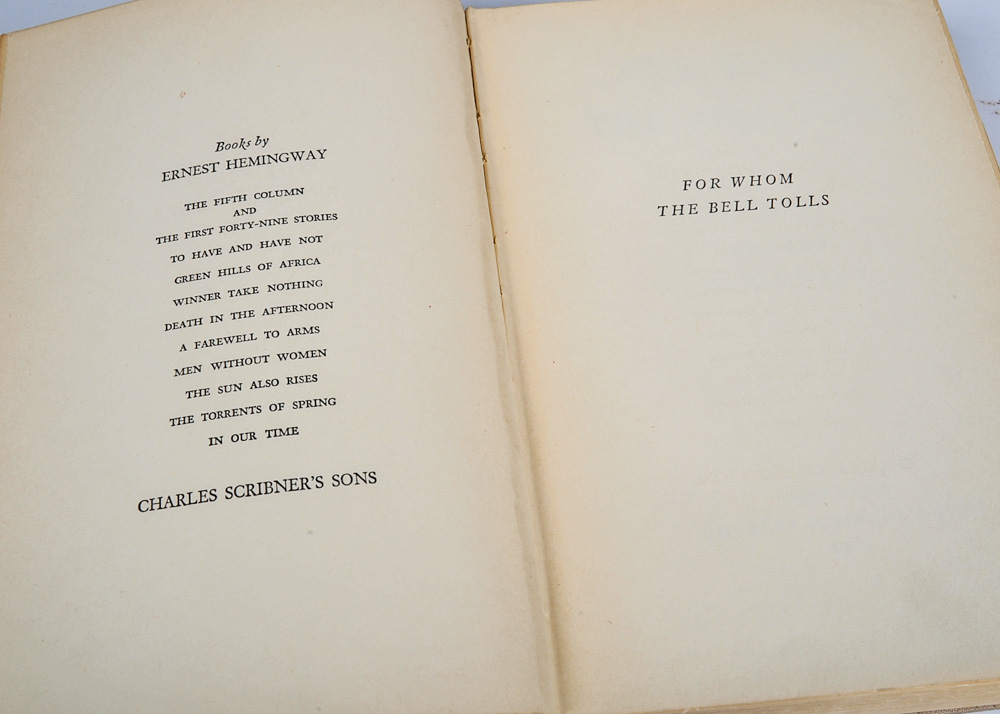 Books by
ERNEST HEMINGWAY
THE FIFTH COLUMN
AND
THE FIRST FORTY-NINE STORIES
TO HAVE AND HAVE NOT
GREEN HILLS OF AFRICA
WINNER TAKE NOTHING
DEATH IN THE AFTERNOON
A FAREWELL TO ARMS
MEN WITHOUT WOMEN
THE SUN ALSO RISES
THE TORRENTS OF SPRING
IN OUR TIME
CHARLES SCRIBNER'S SONS
FOR WHOM
THE BELL TOLLS